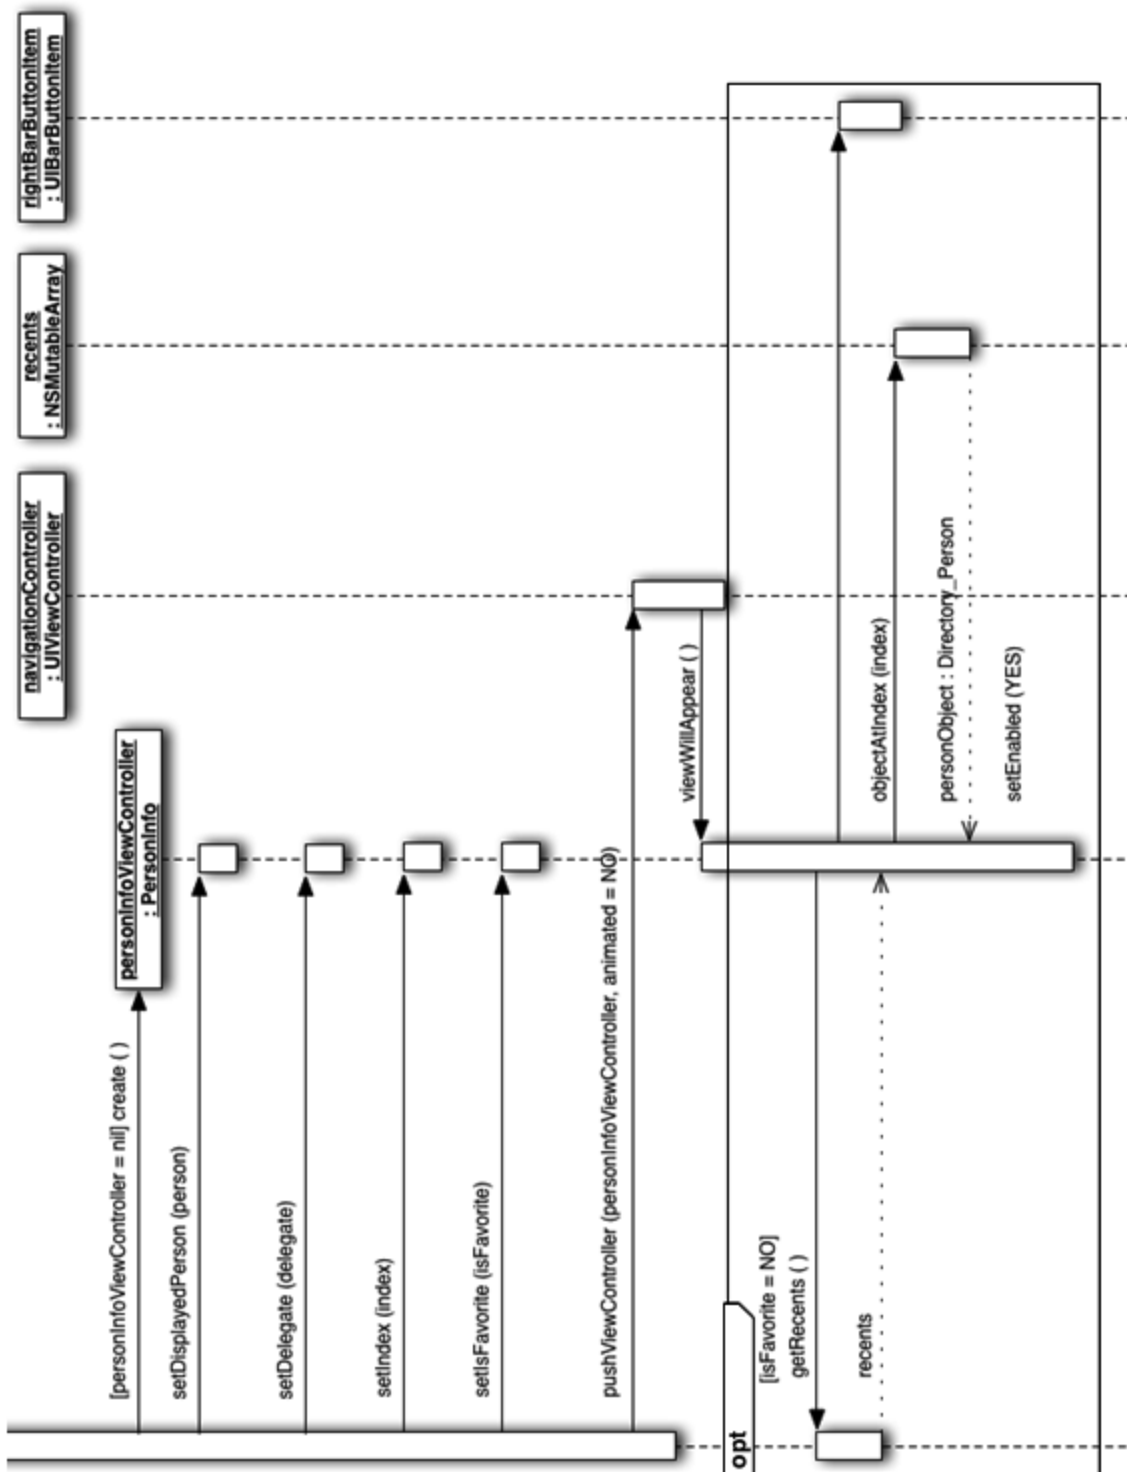 rightBarButtonItem
: UIBarButtonItem
recents
: NSMutableArray
navigationController
: UIViewController
personInfoViewController
: PersonInfo
[personInfoViewController = nil] create ( )
setDisplayedPerson (person)
setDelegate (delegate)
setIndex (index)
setIsFavorite (isFavorite)
pushViewController (personInfoViewController, animated = NO)
viewWillAppear ( )
opt
[isFavorite = NO]
getRecents ( )
recents
objectAtIndex (index)
personObject : Directory_Person
setEnabled (YES)